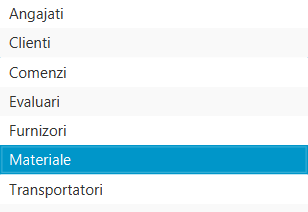 Angajati
Clienti
Comenzi
Evaluari
Furnizori
Materiale
Transportatori